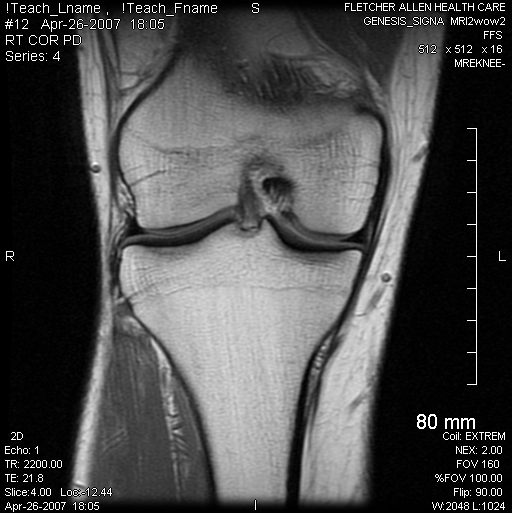 !Teach_Lname , !Teach_Fname
#12 Apr-26-2007 18:05
RT COR PD
Series: 4
S
FLETCHER ALLEN HEALTH CARE
GENESIS_SIGNA MRI2wow2
FFS
512 x 512 x 16
MREKNEE-
R
L
80 mm
2D
Echo: 1
TR: 2200.00
TE: 21.8
Slice:4.00 Loc:-12.44
Apr-26-2007 18:05
I
Coil: EXTREM
NEX: 2.00
FOV 160
%FOV 100.00
Flip: 90.00
W:2048 L:1024